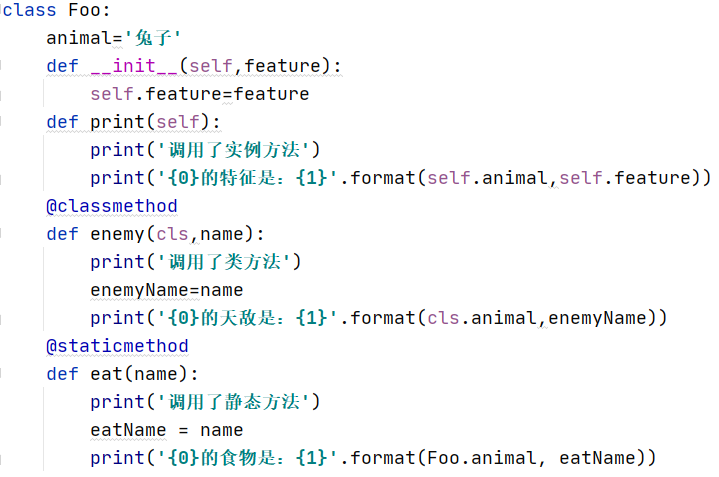 class Foo:
    animal='兔子'
    def __init__(self,feature):
        self.feature=feature
    def print(self):
        print('调用了实例方法')
        print('{0}的特征是：{1}'.format(self.animal,self.feature))
    @classmethod
    def enemy(cls,name):
        print('调用了类方法')
        enemyName=name
        print('{0}的天敌是：{1}'.format(cls.animal,enemyName))
    @staticmethod
    def eat(name):
        print('调用了静态方法')
        eatName = name
        print('{0}的食物是：{1}'.format(Foo.animal, eatName))